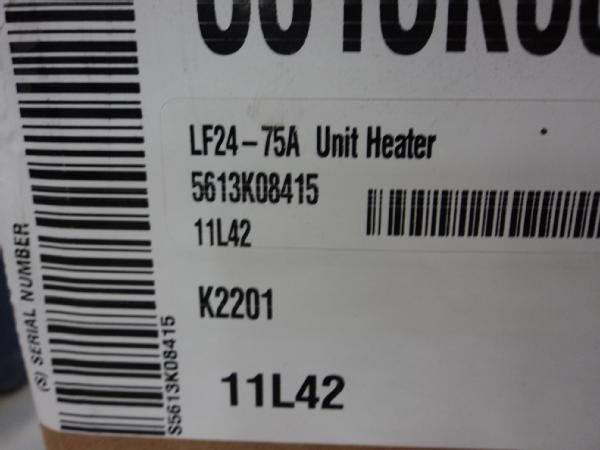 LF24-75A Unit Heater
5613K08415
11L42
K2201
11L42
(S) SERIAL NUMBER
S5613K08415